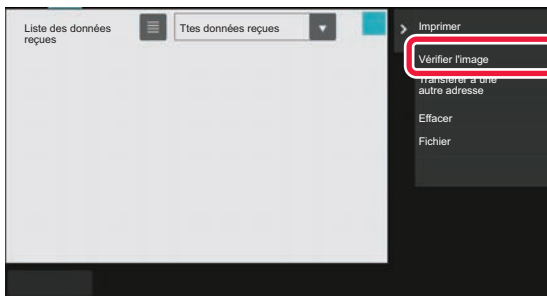 Liste des données
reçues
Ttes données reçues
Imprimer
Vérifier l'image
Transférer à une
autre adresse
Effacer
Fichier